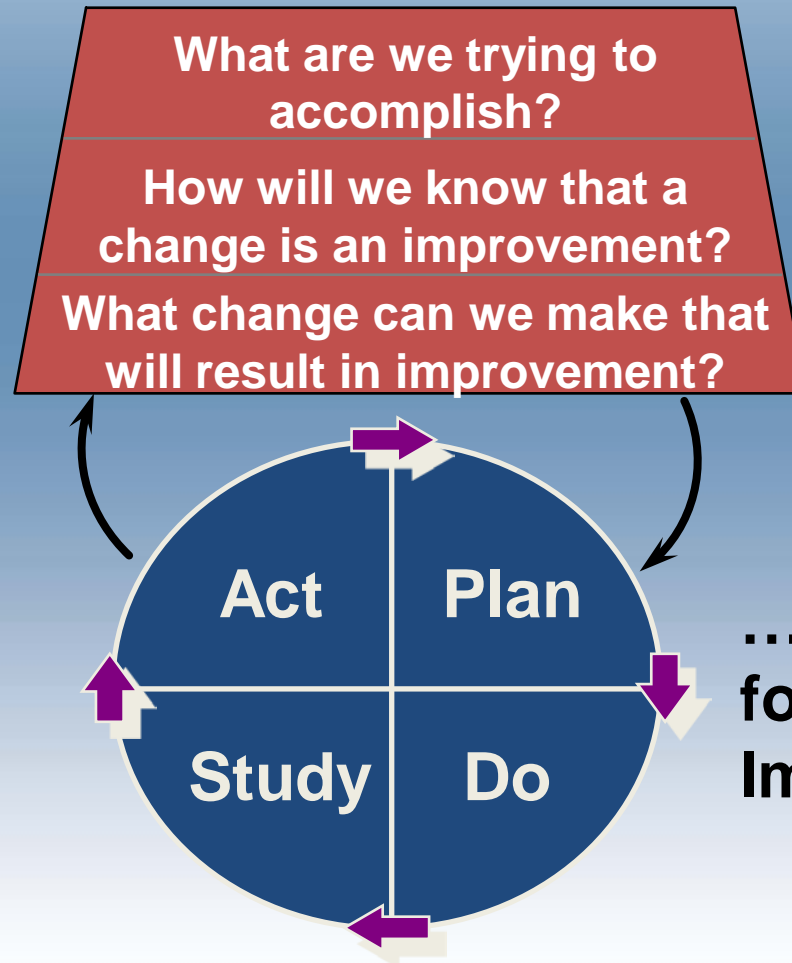 What are we trying to
accomplish?
How will we know that a
change is an improvement?
What change can we make that
will result in improvement?
Act
Plan
Study
Do
…